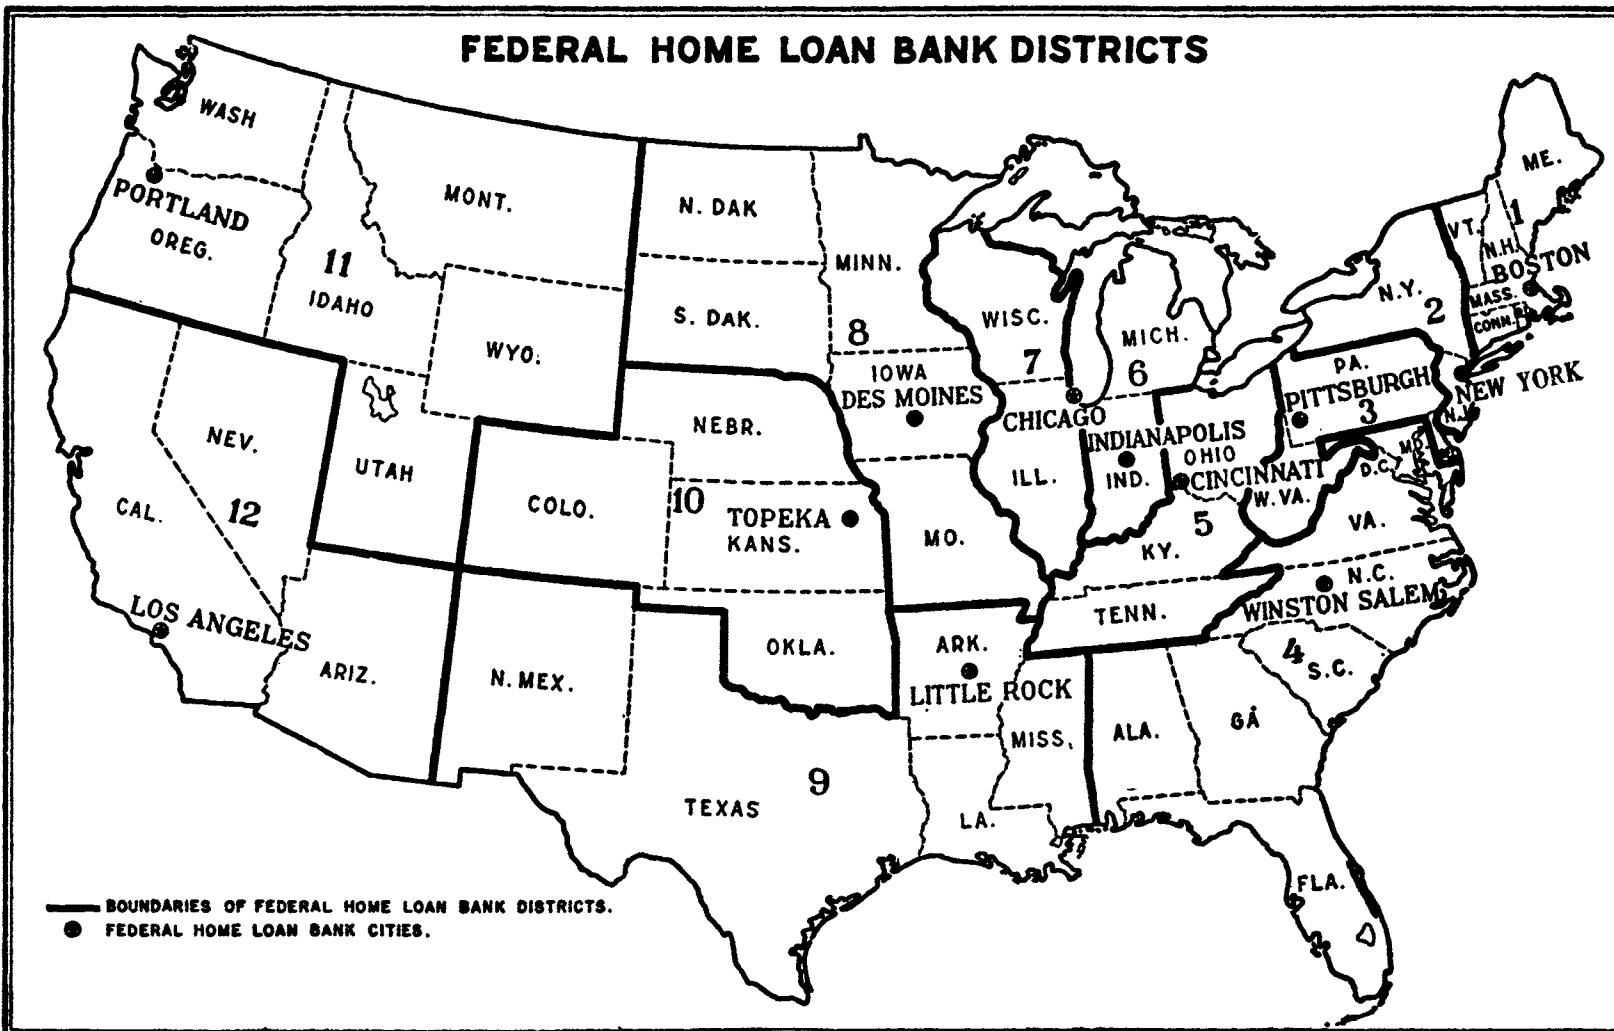 FEDERAL HOME LOAN BANK DISTRICTS
WASH
PORTLAND
OREG.
MONT.
11
IDAHO
WYO.
N. DAK
S. DAK.
MINN.
8
IOWA
DES MOINES
WISC.
7
MICH.
6
CHICAGO
ILL.
INDIANAPOLIS
IND.
OHIO
CINCINNATI
W.VA.
5
KY.
TENN.
ME.
VT.
1
N.H.
BOSTON
MASS.
CONN.
N.Y.
2
PA.
PITTSBURGH
3
NEW YORK
N.J.
MD.
D.C.
VA.
N.C.
WINSTON SALEM
4
S.C.
NEV.
UTAH
CAL.
12
LOS ANGELES
ARIZ.
COLO.
NEBR.
10
TOPEKA
KANS.
MO.
N. MEX.
OKLA.
ARK.
LITTLE ROCK
MISS.
ALA.
GA
TEXAS
9
LA.
FLA.
BOUNDARIES OF FEDERAL HOME LOAN BANK DISTRICTS.
FEDERAL HOME LOAN BANK CITIES.